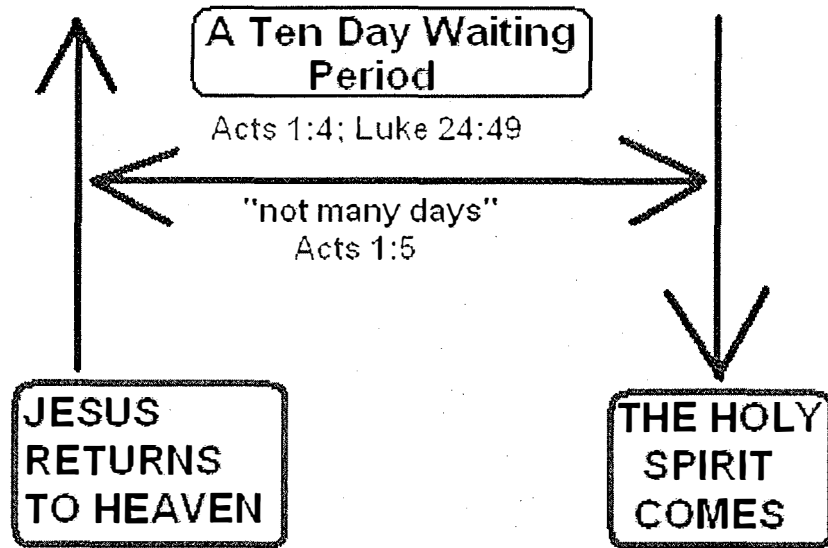 A Ten Day Waiting
Period
Acts 1:4; Luke 24:49
"not many days"
Acts 1:5
JESUS
RETURNS
TO HEAVEN
THE HOLY
SPIRIT
COMES